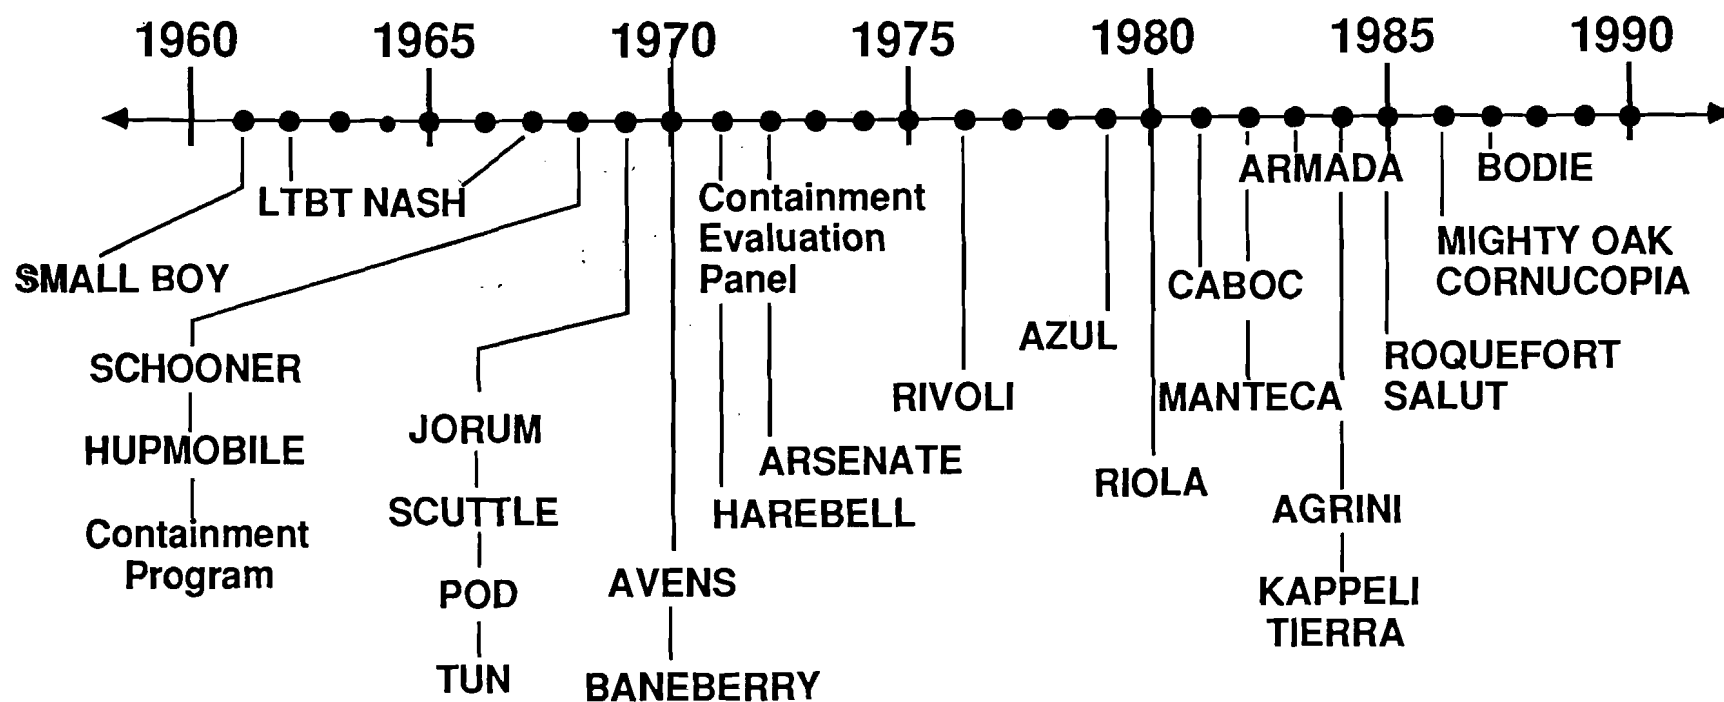 1960 1965 1970 1975 1980 1985 1990
ARMADA BODIE
LTBT NASH
Containment
Evaluation
Panel
SMALL BOY
MIGHTY OAK
CORNUCOPIA
CABOC
AZUL
ROQUEFORT
SALUT
SCHOONER
RIVOLI
MANTECA
JORUM
HUPMOBILE
ARSENATE
RIOLA
HAREBELL
SCUTTLE
AGRINI
Containment
Program
AVENS
POD
KAPPELI
TIERRA
TUN
BANEBERRY